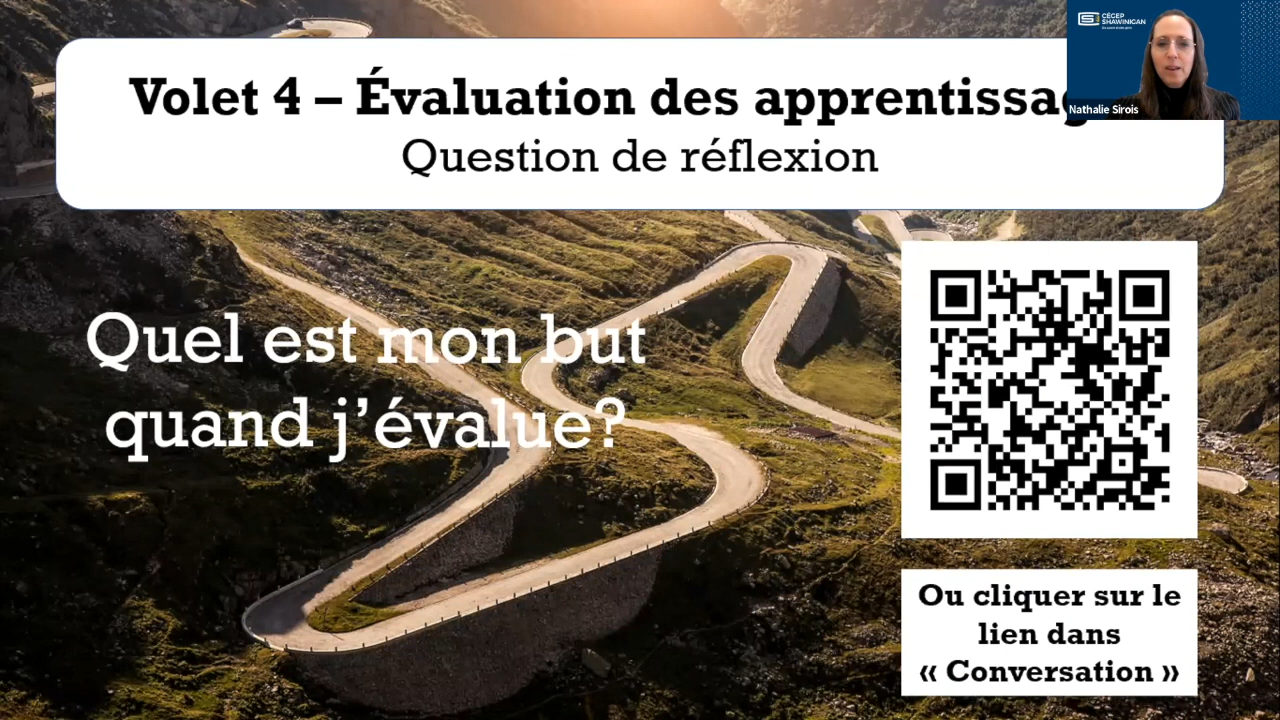 Volet 4 – Évaluation des apprentissag
Question de réflexion
CÉGEP
SHAWINIGAN
Nathalie Sirois
Quel est mon but
quand j’évalue?
Ou cliquer sur le
lien dans
« Conversation »